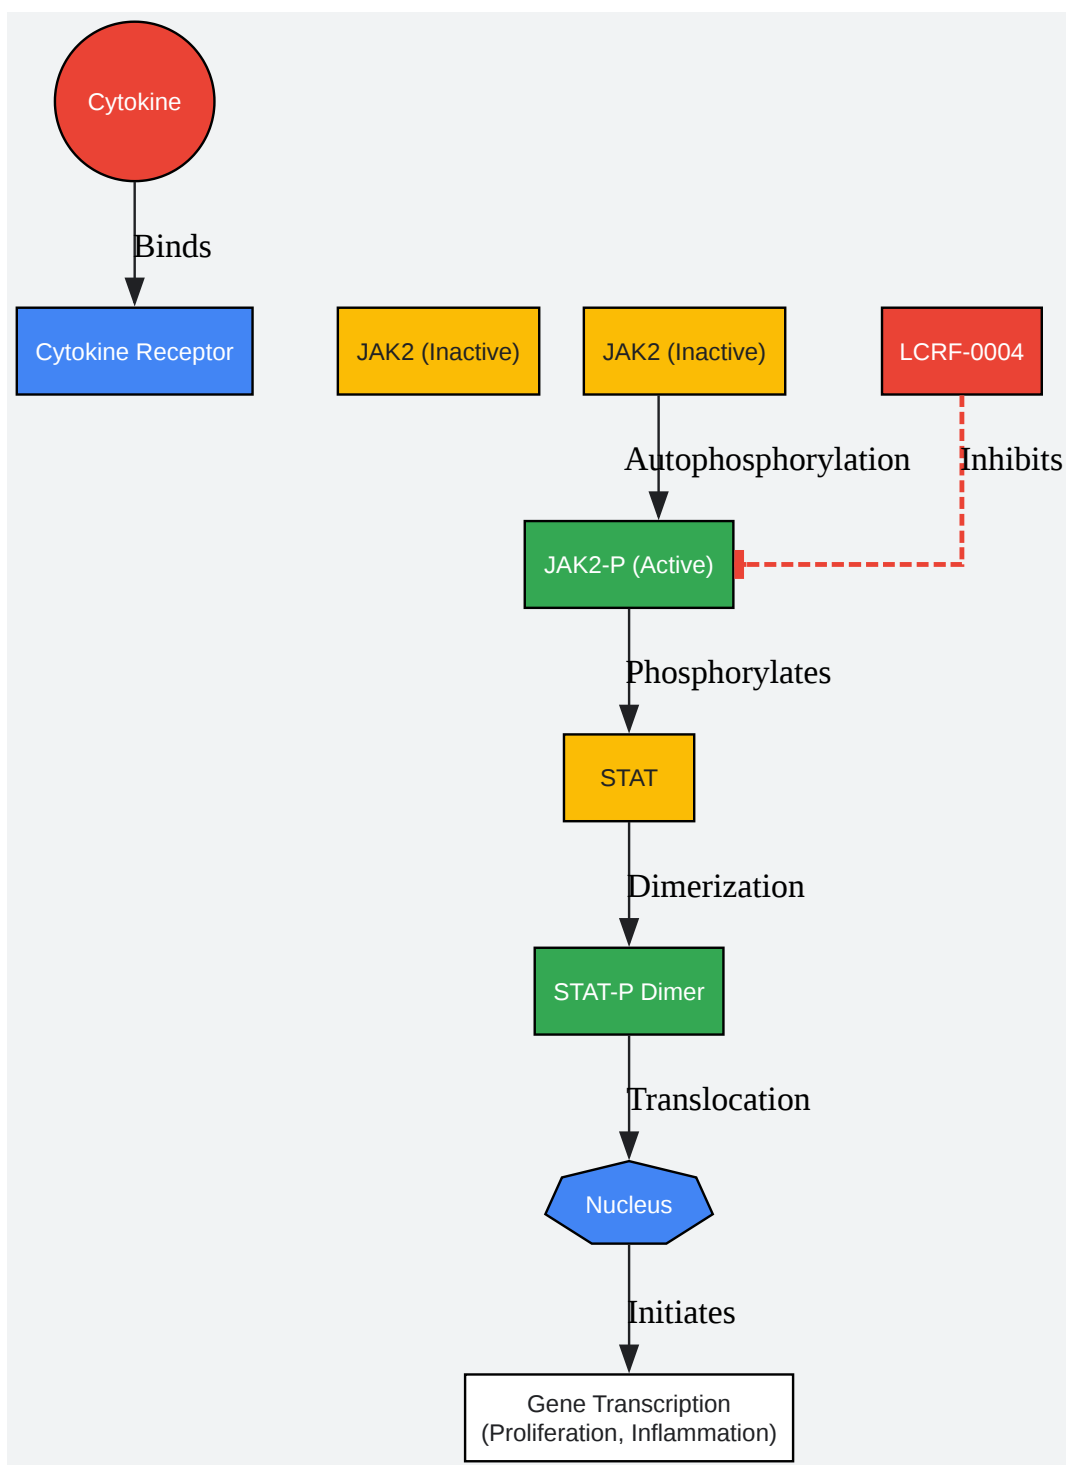 Cytokine
Binds
Cytokine Receptor
JAK2 (Inactive)
JAK2 (Inactive)
LCRF-0004
Autophosphorylation
Inhibits
JAK2-P (Active)
Phosphorylates
STAT
Dimerization
STAT-P Dimer
Translocation
Nucleus
Initiates
Gene Transcription
(Proliferation, Inflammation)